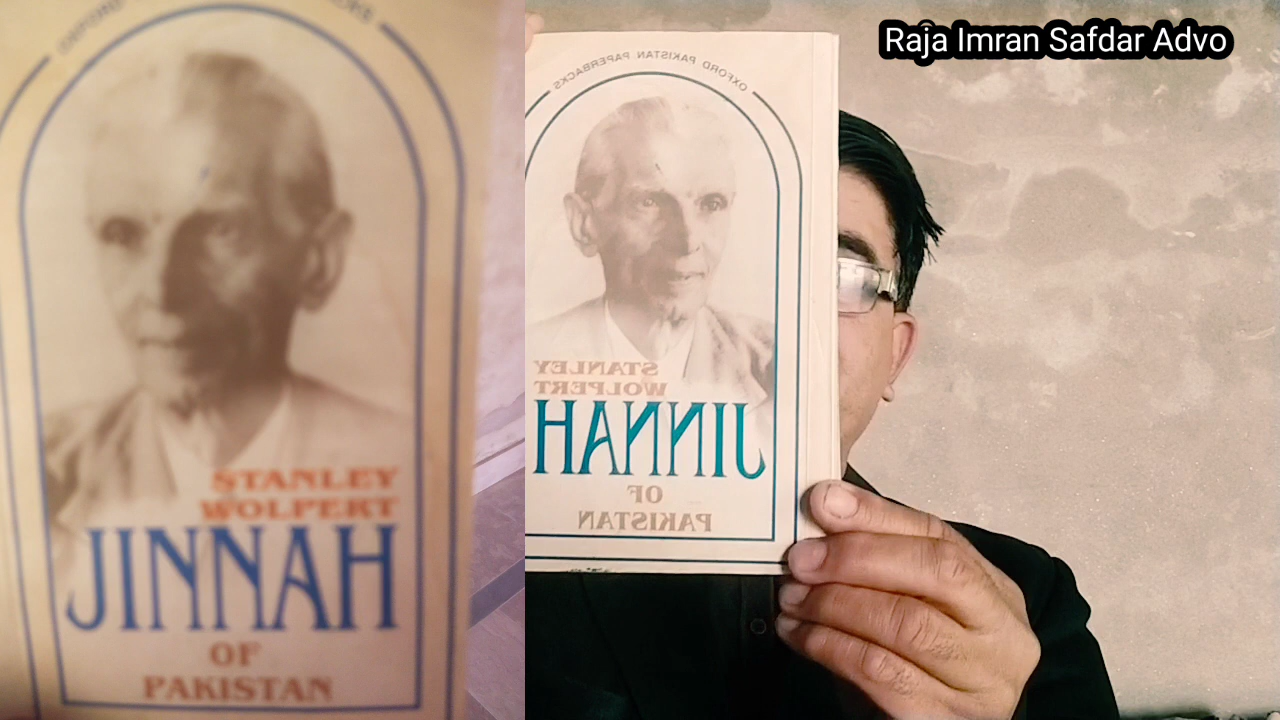 STANLEY
WOLPERT
JINNAH
OF
PAKISTAN
Raja Imran Safdar Advo
OXFORD PAKISTAN PAPERBACKS
STANLEY
WOLPERT
JINNAH
OF
PAKISTAN